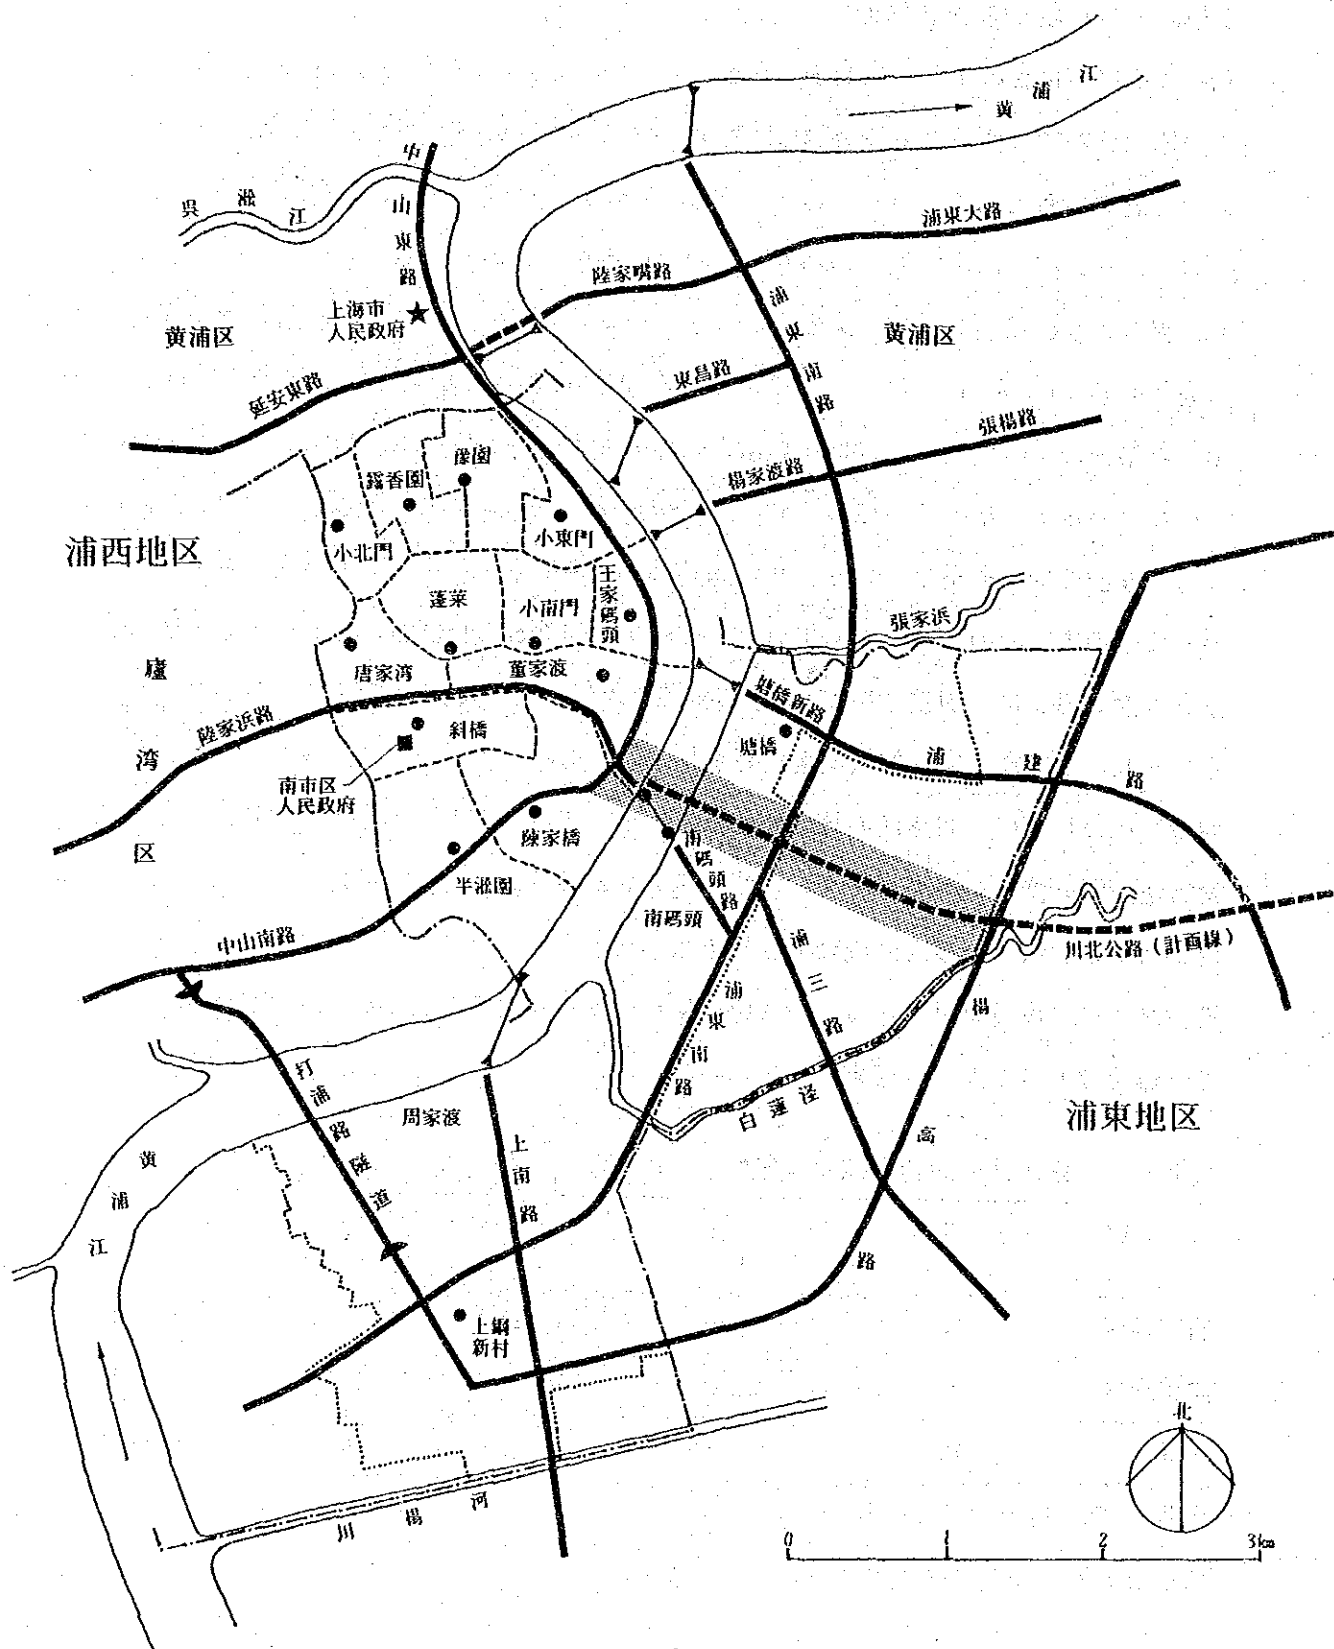 黄浦江
呉淞江
中山東路
浦東大路
陸家嘴路
上海市
人民政府
黄浦区
浦東南路
黄浦区
延安東路
東昌路
張楊路
楊家渡路
豫園
露香園
小北門
小東門
浦西地区
王家碼頭
蓬莱
小南門
張家浜
唐家湾
董家渡
廬湾区
陸家浜路
塘橋新路
斜橋
塘橋
浦建路
南市区
人民政府
陳家橋
南碼頭路
半淞園
南碼頭
中山南路
川北公路(計画線)
浦三路
浦東南路
楊高路
打浦路隧道
周家渡
白蓮涇
浦東地区
上南路
黄浦江
上鋼
新村
川楊河
北
0 1 2 3km